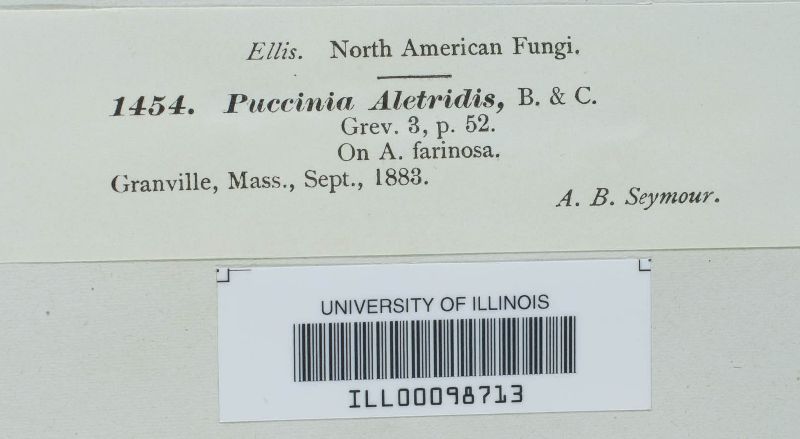 Ellis. North American Fungi.
1454. Puccinia Aletridis, B. & C.
Grev. 3, p. 52.
On A. farinosa.
Granville, Mass., Sept., 1883.
A. B. Seymour.
UNIVERSITY OF ILLINOIS
ILL00098713